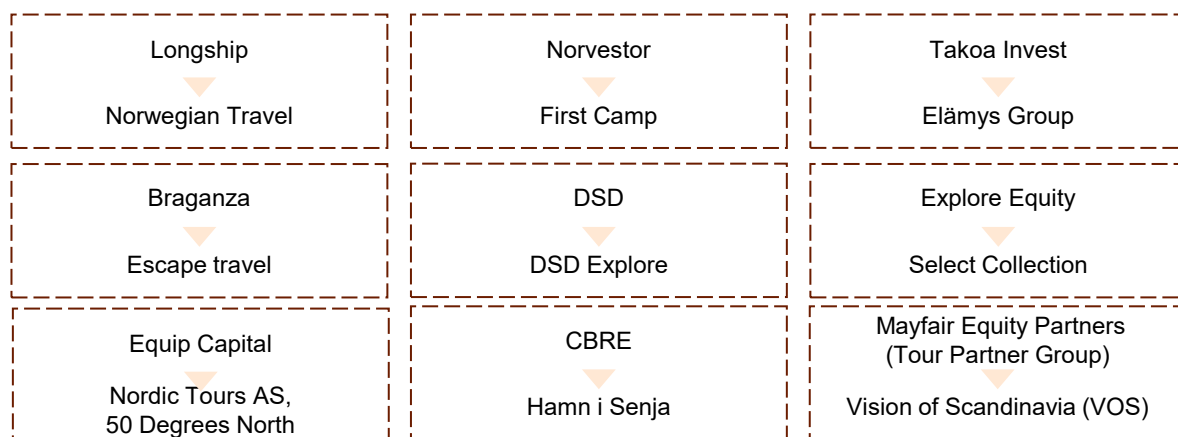 Longship
Norwegian Travel
Norvestor
First Camp
Takoa Invest
Elämys Group
Braganza
Escape travel
DSD
DSD Explore
Explore Equity
Select Collection
Equip Capital
Nordic Tours AS,
50 Degrees North
CBRE
Hamn i Senja
Mayfair Equity Partners
(Tour Partner Group)
Vision of Scandinavia (VOS)